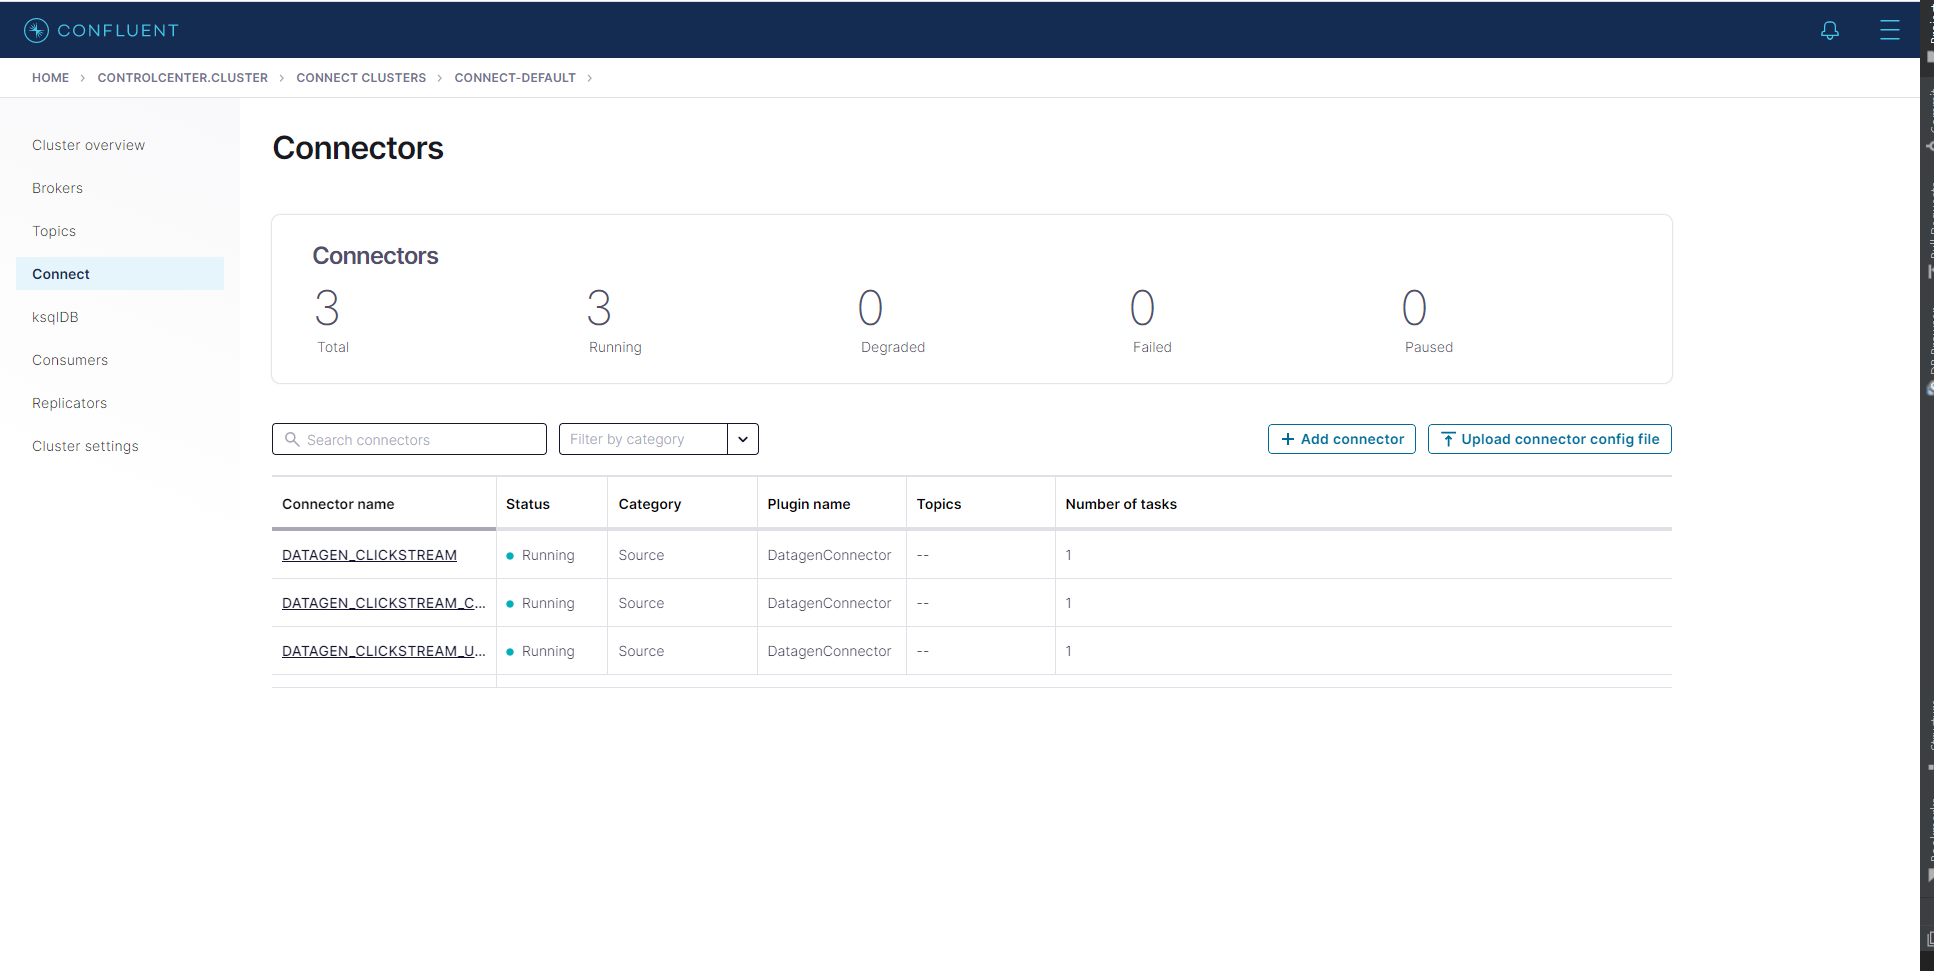 CONFLUENT
HOME > CONTROLCENTER.CLUSTER > CONNECT CLUSTERS > CONNECT-DEFAULT >
Cluster overview
Brokers
Topics
Connect
ksqlDB
Consumers
Replicators
Cluster settings
Connectors
Connectors
3 3 0 0 0
Total Running Degraded Failed Paused
Search connectors Filter by category + Add connector Upload connector config file
Connector name Status Category Plugin name Topics Number of tasks
DATAGEN_CLICKSTREAM Running Source DatagenConnector -- 1
DATAGEN_CLICKSTREAM_C... Running Source DatagenConnector -- 1
DATAGEN_CLICKSTREAM_U... Running Source DatagenConnector -- 1